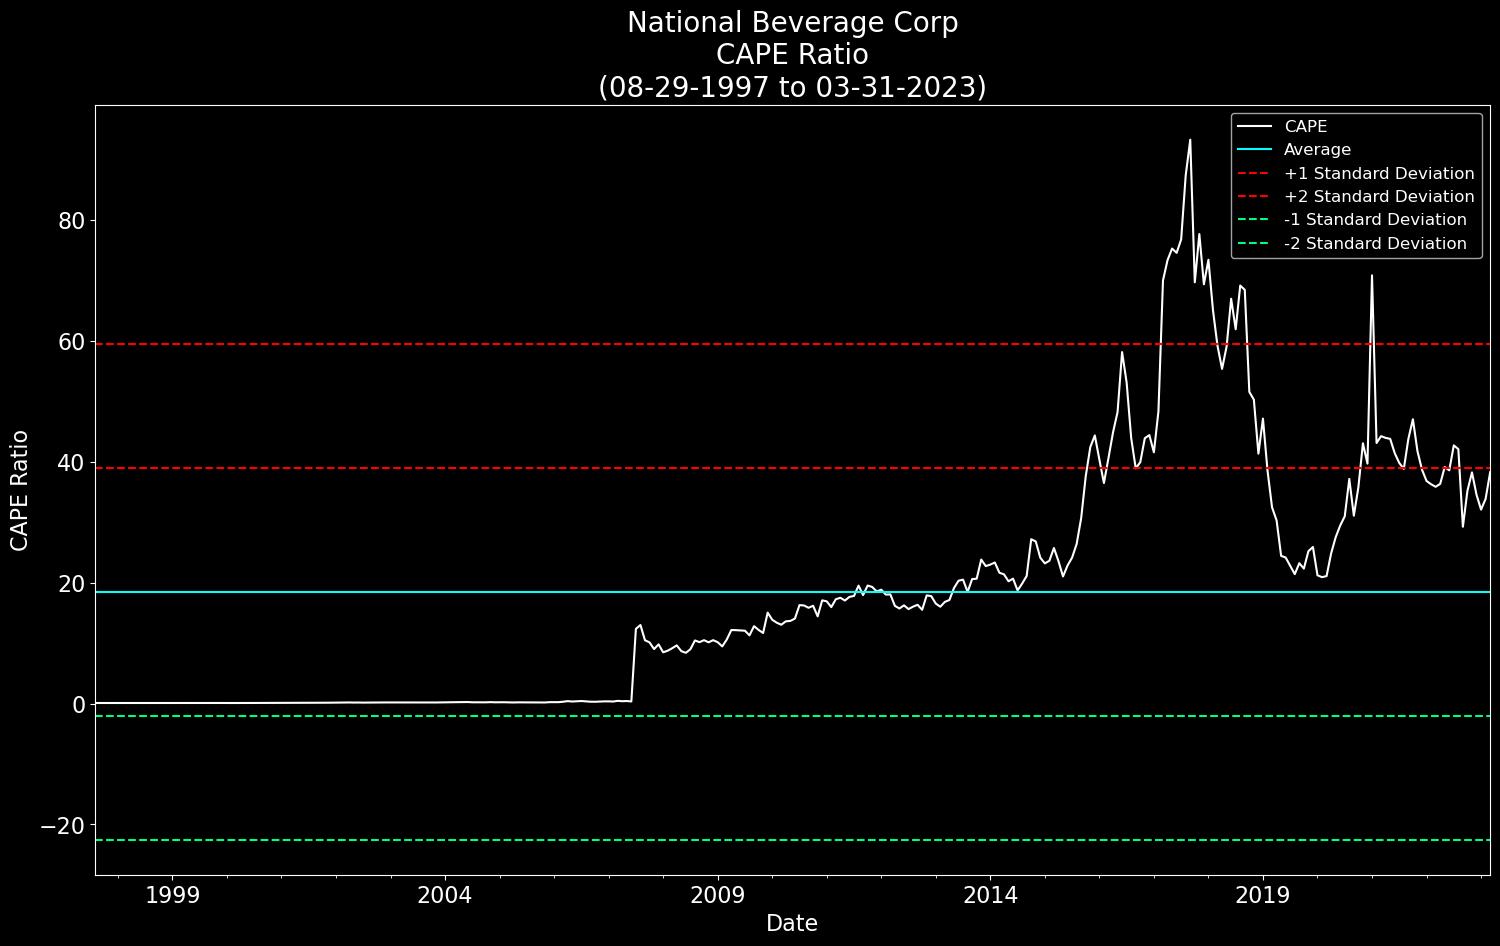 National Beverage Corp
CAPE Ratio
(08-29-1997 to 03-31-2023)
CAPE
Average
+1 Standard Deviation
+2 Standard Deviation
-1 Standard Deviation
-2 Standard Deviation
80
60
40
20
0
−20
CAPE Ratio
1999 2004 2009 2014 2019
Date